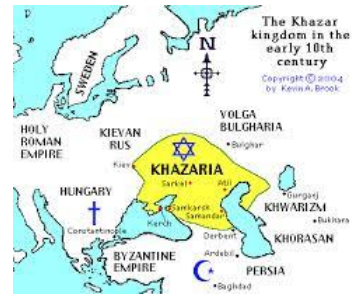 The Khazar
kingdom in the
early 10th
century
Copyright © 2004
by Kevin A. Brook
N
SWEDEN
HOLY
ROMAN
EMPIRE
KIEVAN
RUS
VOLGA
BULGHARIA
Bulghar
Kiev
KHAZARIA
Sarkel
Atil
HUNGARY
Samkarsk
Samandar
Kerch
Gurganj
KHWARIZM
Bukhara
Constantinople
Derbent
KHORASAN
BYZANTINE
EMPIRE
Ardebil
PERSIA
Baghdad